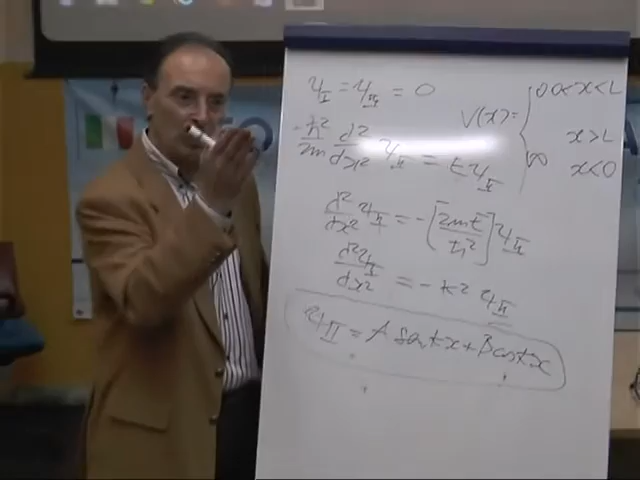 ψ_I = ψ_III = 0
V(x) = { 0 0<x<L
x>L
∞ x<0
-ħ²/2m d²/dx² ψ_II = E ψ_II
d²/dx² ψ_II = -[2mE/ħ²] ψ_II
d²ψ_II/dx² = -k² ψ_II
ψ_II = A sen kx + B cos kx